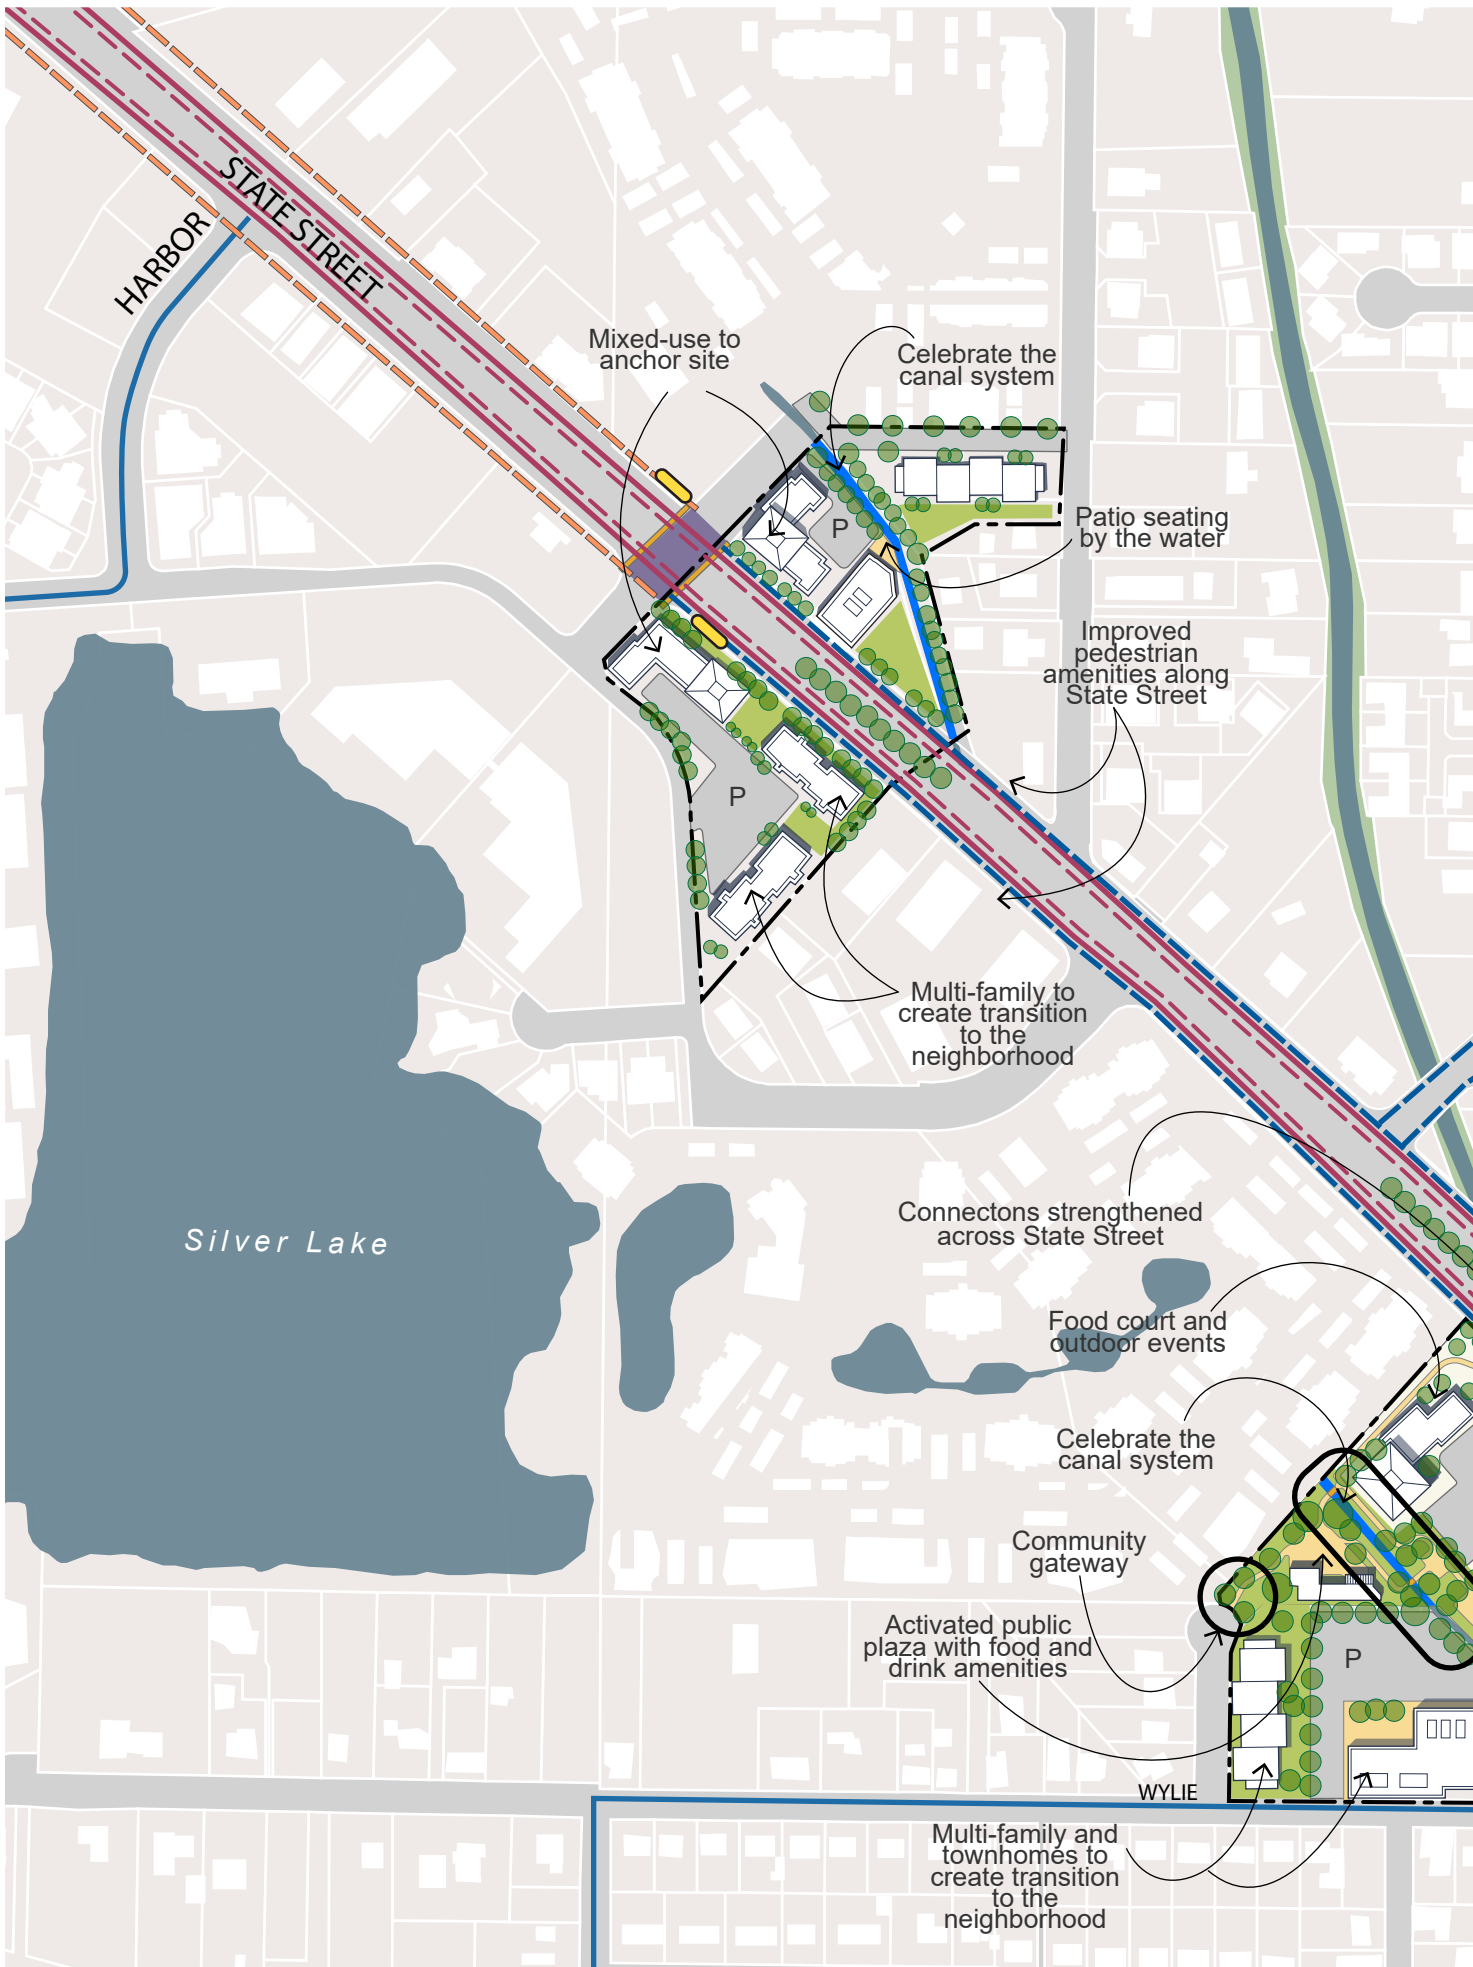 STATE STREET
HARBOR
Mixed-use to
anchor site
Celebrate the
canal system
P
Patio seating
by the water
Improved
pedestrian
amenities along
State Street
P
Multi-family to
create transition
to the
neighborhood
Connectons strengthened
across State Street
Silver Lake
Food court and
outdoor events
Celebrate the
canal system
Community
gateway
Activated public
plaza with food and
drink amenities
P
WYLIE
Multi-family and
townhomes to
create transition
to the
neighborhood